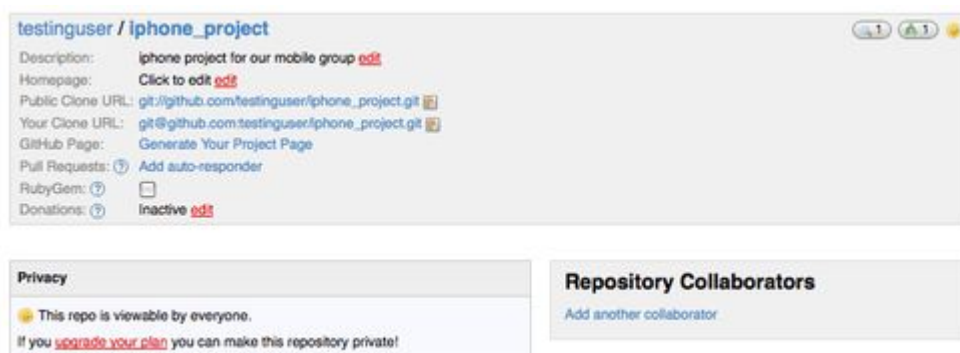 testinguser / iphone_project
1 1
Description: iphone project for our mobile group edit
Homepage: Click to edit edit
Public Clone URL: git://github.com/testinguser/iphone_project.git
Your Clone URL: git@github.com:testinguser/iphone_project.git
GitHub Page: Generate Your Project Page
Pull Requests: (?) Add auto-responder
RubyGem: (?)
Donations: (?) Inactive edit
Privacy
This repo is viewable by everyone.
If you upgrade your plan you can make this repository private!
Repository Collaborators
Add another collaborator